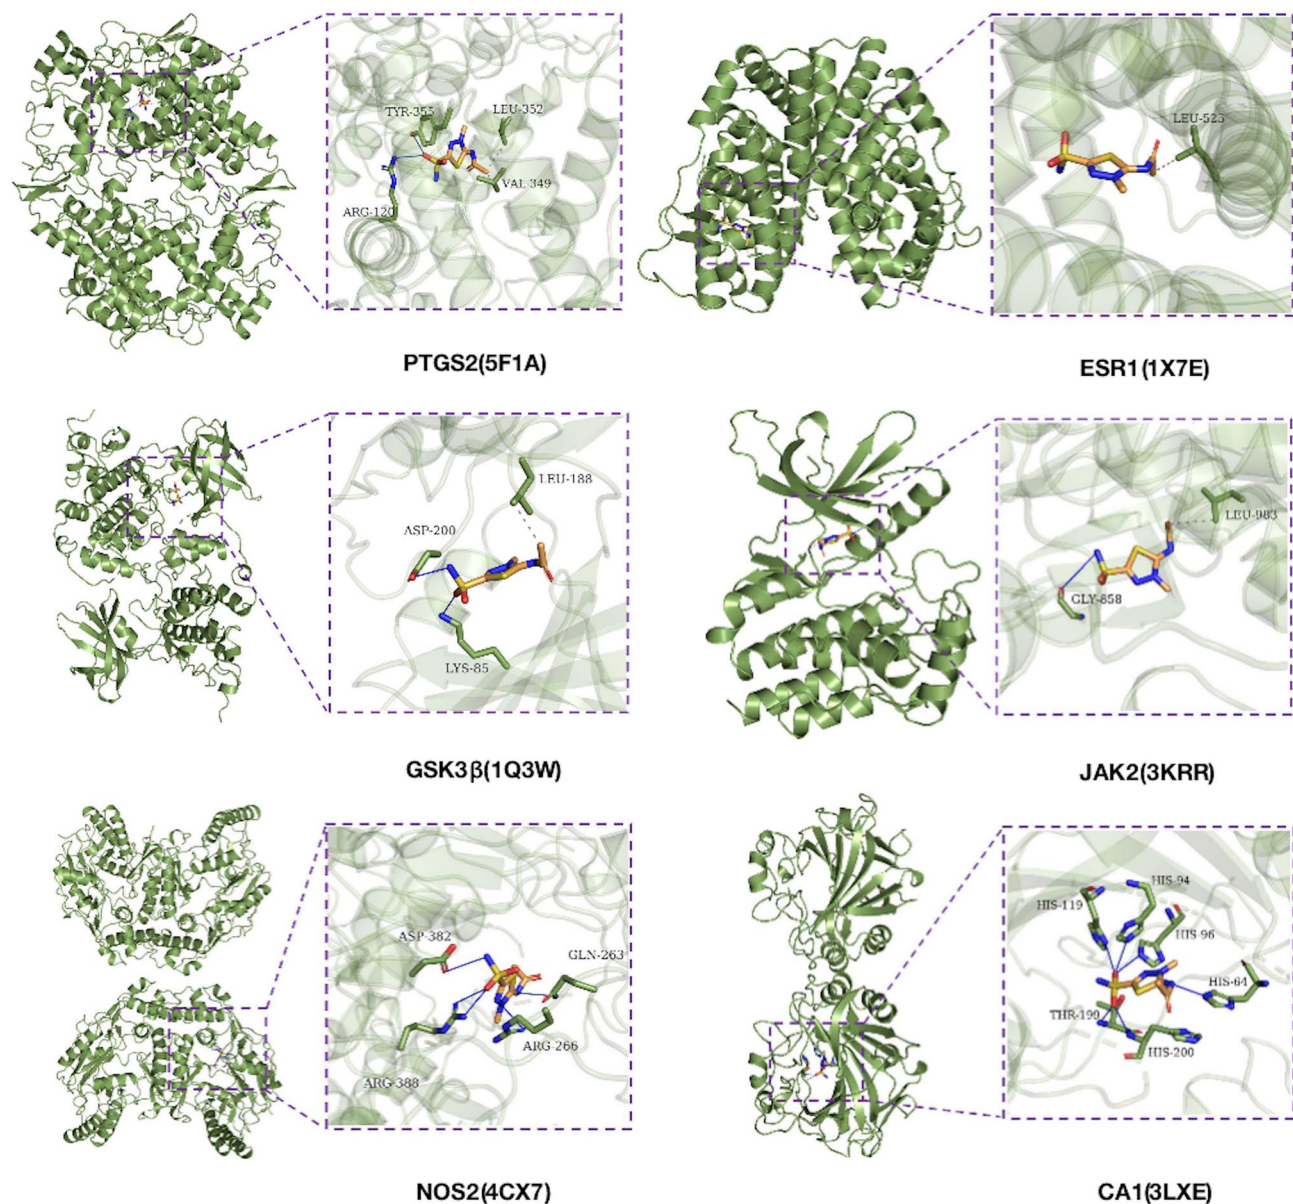 TYR-355
LEU-352
VAL-349
ARG-120
PTGS2(5F1A)
LEU-525
ESR1(1X7E)
LEU-188
ASP-200
LYS-85
GSK3β(1Q3W)
LEU-983
GLY-858
JAK2(3KRR)
ASP-382
GLN-263
ARG-266
ARG-388
NOS2(4CX7)
HIS-94
HIS-119
HIS-96
HIS-64
THR-199
HIS-200
CA1(3LXE)